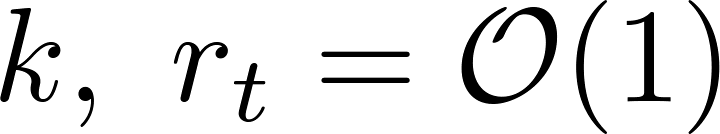 k, r_t = 𝒪(1)